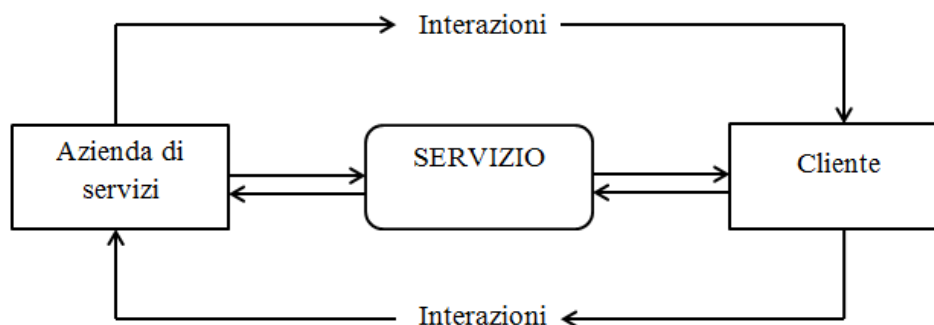 Interazioni
Azienda di
servizi
SERVIZIO
Cliente
Interazioni